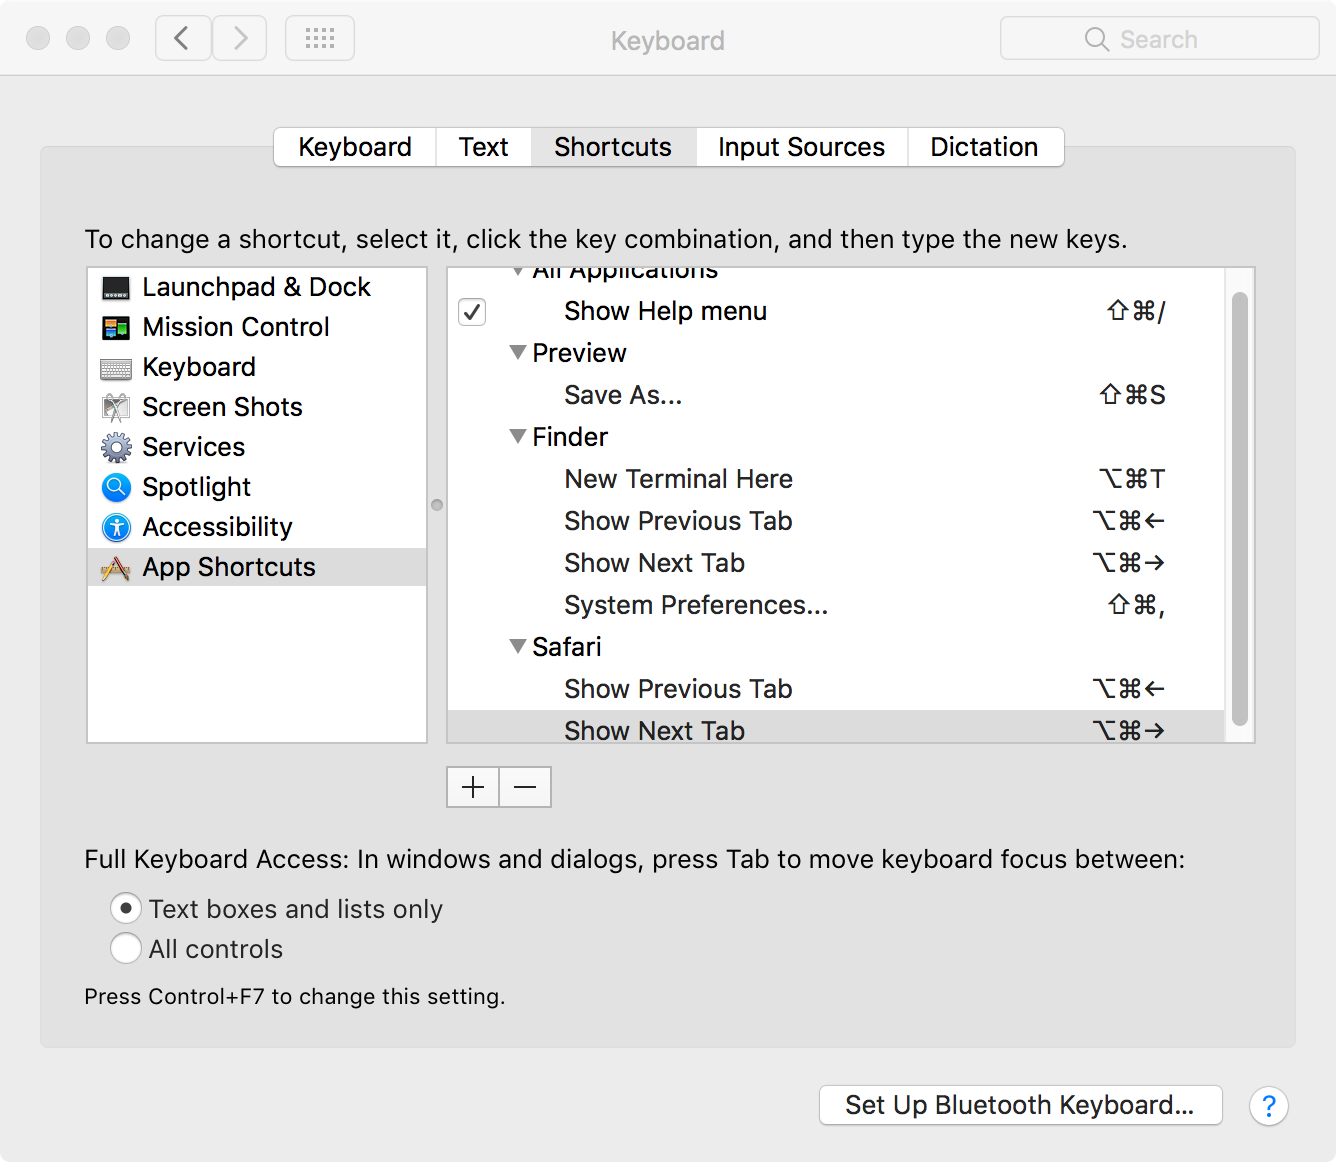 Keyboard
Search
Keyboard Text Shortcuts Input Sources Dictation
To change a shortcut, select it, click the key combination, and then type the new keys.
Launchpad & Dock
Mission Control
Keyboard
Screen Shots
Services
Spotlight
Accessibility
App Shortcuts
All Applications
Show Help menu ⇧⌘/
Preview
Save As... ⇧⌘S
Finder
New Terminal Here ⌥⌘T
Show Previous Tab ⌥⌘←
Show Next Tab ⌥⌘→
System Preferences... ⇧⌘,
Safari
Show Previous Tab ⌥⌘←
Show Next Tab ⌥⌘→
Full Keyboard Access: In windows and dialogs, press Tab to move keyboard focus between:
Text boxes and lists only
All controls
Press Control+F7 to change this setting.
Set Up Bluetooth Keyboard... ?